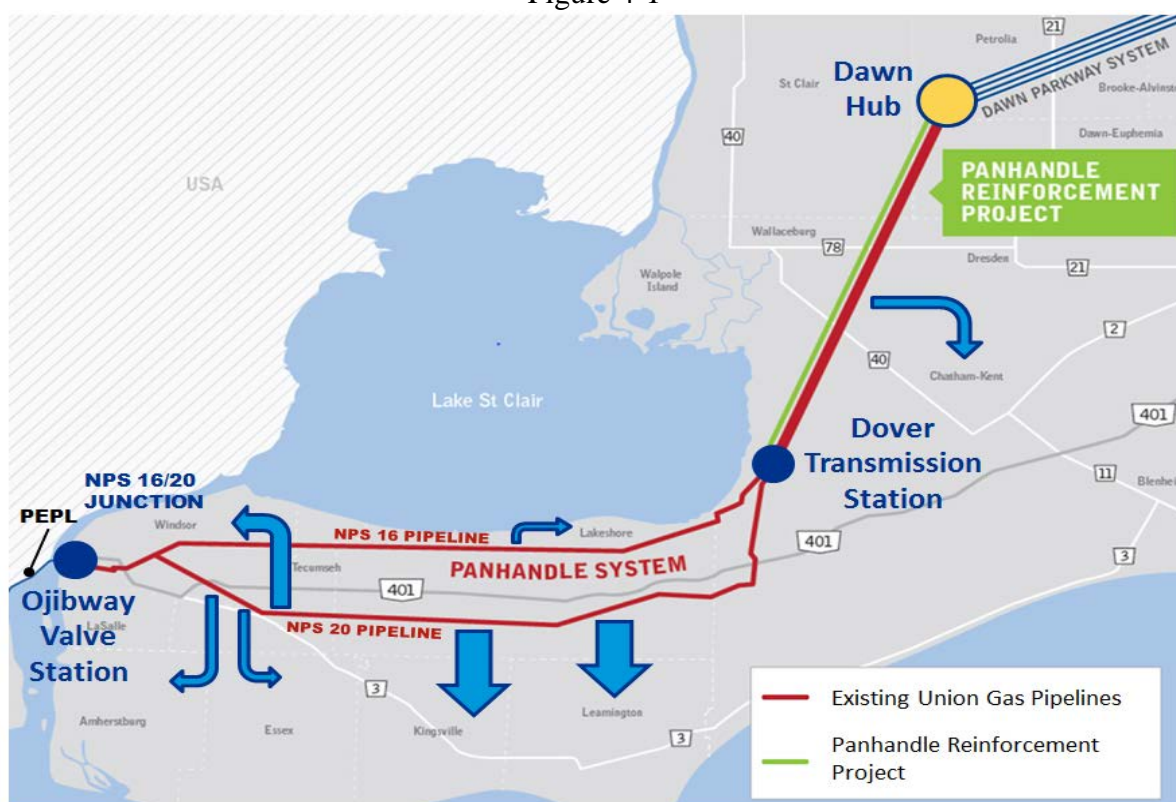 Figure 4-1
21
Petrolia
DAWN PARKWAY SYSTEM
Dawn
Hub
St Clair
Brooke-Alvinst
40
Dawn-Euphemia
USA
PANHANDLE
REINFORCEMENT
PROJECT
Wallaceburg
78
Dresden
21
Walpole
Island
2
40
Chatham-Kent
Lake St Clair
401
Dover
Transmission
Station
11
Blenhei
NPS 16/20
JUNCTION
PEPL
Windsor
NPS 16 PIPELINE
Lakeshore
401
3
Tecumseh
PANHANDLE SYSTEM
401
Ojibway
Valve
Station
LaSalle
NPS 20 PIPELINE
3
Amherstburg
Essex
Kingsville
Leamington
3
Existing Union Gas Pipelines
Panhandle Reinforcement
Project